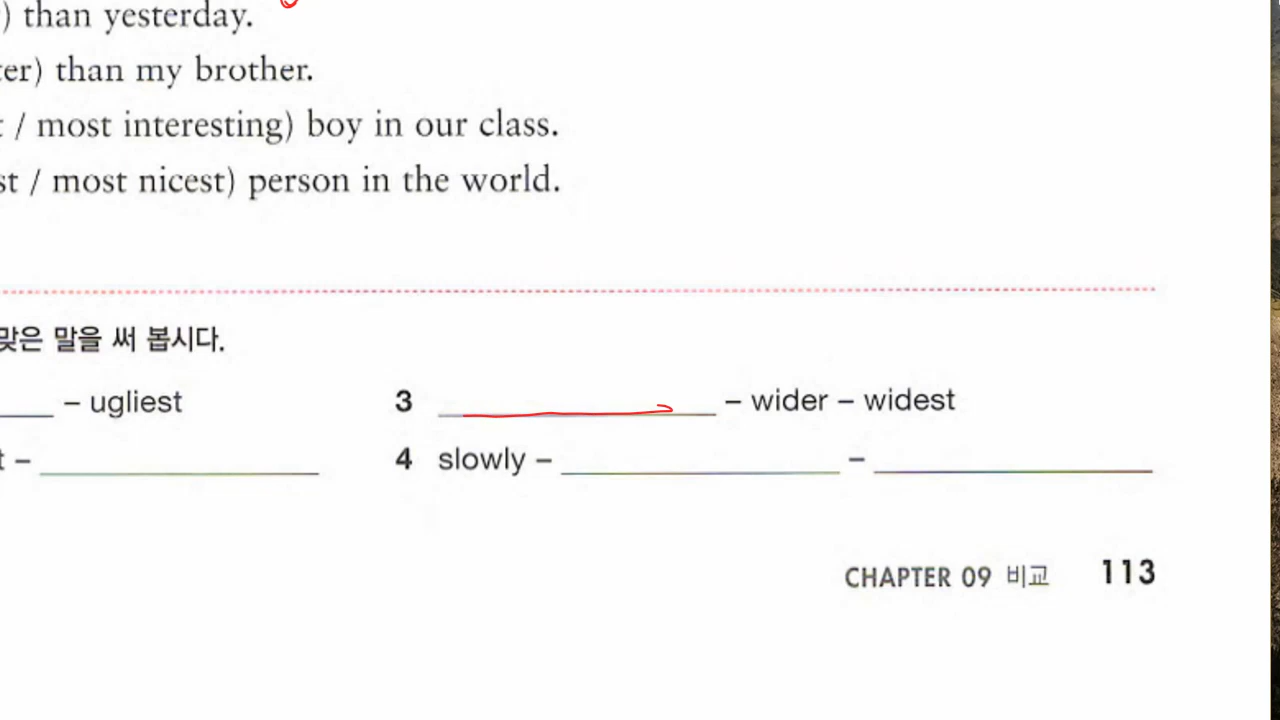 ) than yesterday.
er) than my brother.
/ most interesting) boy in our class.
st / most nicest) person in the world.
맞은 말을 써 봅시다.
– ugliest
3 – wider – widest
t –
4 slowly – –
CHAPTER 09 비교 113